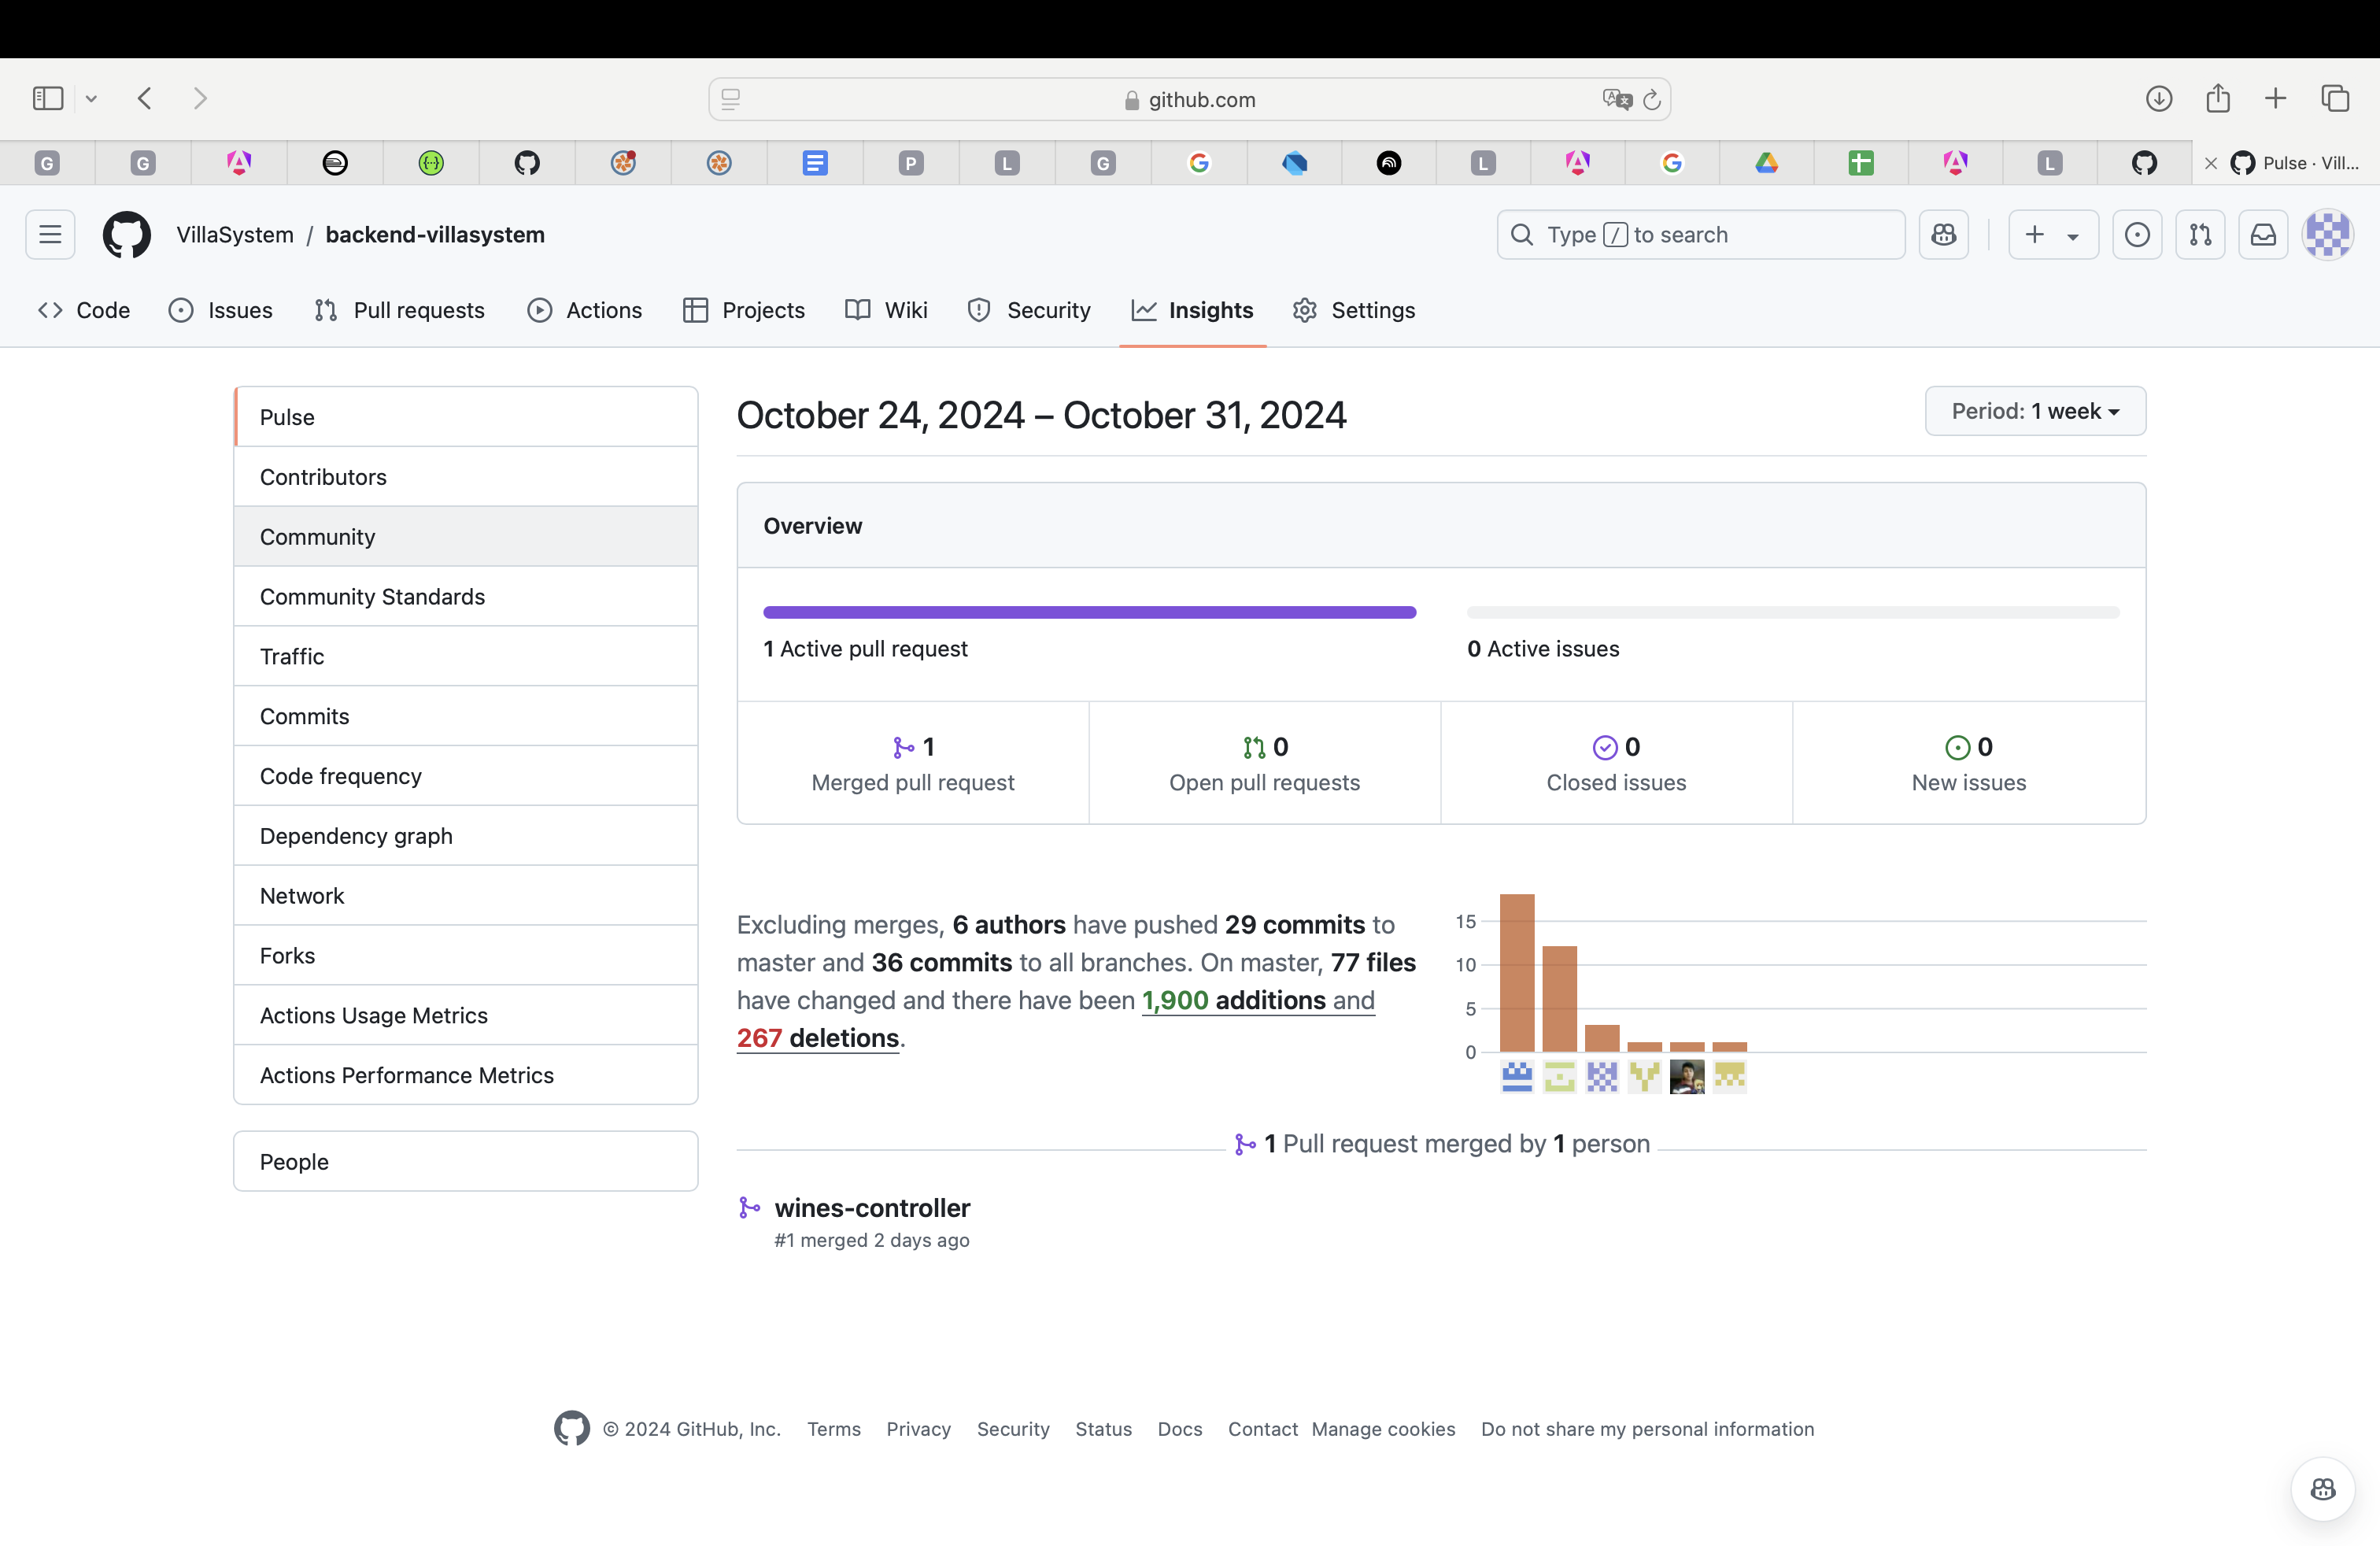 github.com
G
G
P
L
G
L
L
Pulse · Vill...
VillaSystem / backend-villasystem
Type / to search
Code
Issues
Pull requests
Actions
Projects
Wiki
Security
Insights
Settings
Pulse
Contributors
Community
Community Standards
Traffic
Commits
Code frequency
Dependency graph
Network
Forks
Actions Usage Metrics
Actions Performance Metrics
People
October 24, 2024 – October 31, 2024
Period: 1 week
Overview
1 Active pull request
0 Active issues
1
Merged pull request
0
Open pull requests
0
Closed issues
0
New issues
Excluding merges, 6 authors have pushed 29 commits to
master and 36 commits to all branches. On master, 77 files
have changed and there have been 1,900 additions and
267 deletions.
15
10
5
0
1 Pull request merged by 1 person
wines-controller
#1 merged 2 days ago
© 2024 GitHub, Inc.
Terms
Privacy
Security
Status
Docs
Contact
Manage cookies
Do not share my personal information